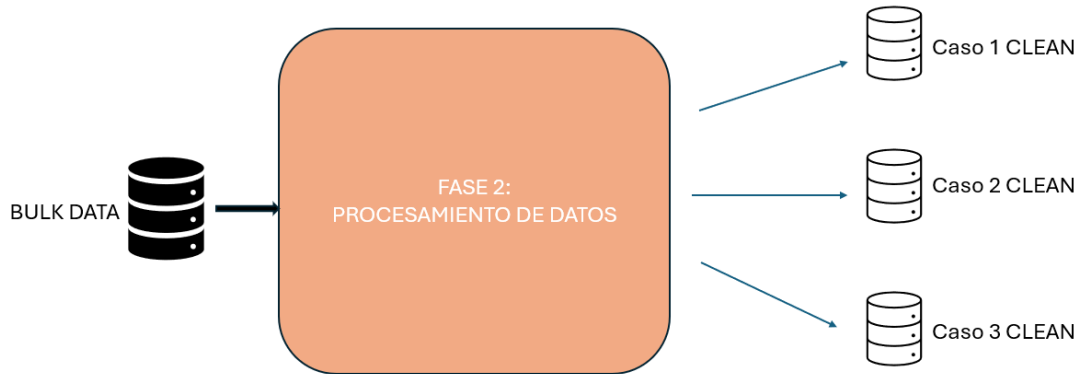 BULK DATA
FASE 2:
PROCESAMIENTO DE DATOS
Caso 1 CLEAN
Caso 2 CLEAN
Caso 3 CLEAN